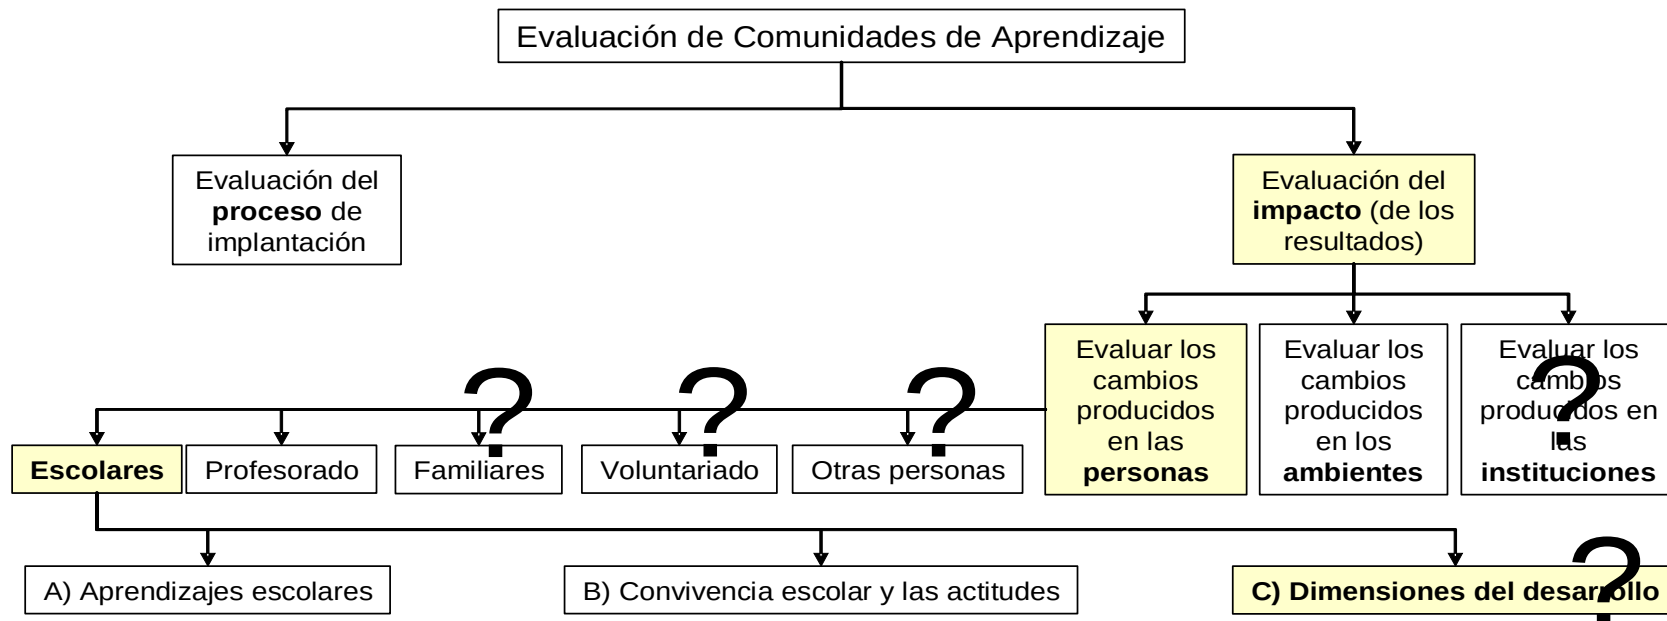 Evaluación de Comunidades de Aprendizaje
Evaluación del
proceso de
implantación
Evaluación del
impacto (de los
resultados)
Evaluar los
cambios
producidos
en las
personas
Evaluar los
cambios
producidos
en los
ambientes
Evaluar los
cambios
producidos en
las
instituciones
?
?
?
?
Escolares
Profesorado
Familiares
Voluntariado
Otras personas
A) Aprendizajes escolares
B) Convivencia escolar y las actitudes
C) Dimensiones del desarrollo
?